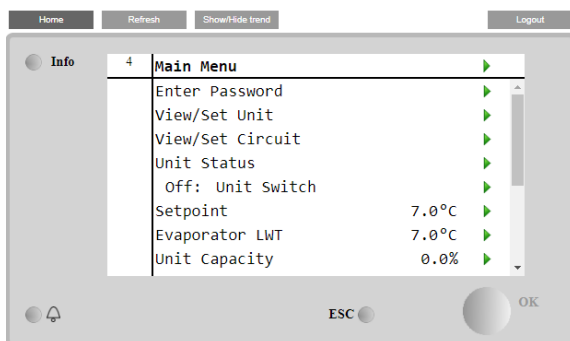 Home Refresh Show/Hide trend Logout
Info
4 Main Menu
Enter Password
View/Set Unit
View/Set Circuit
Unit Status
Off: Unit Switch
Setpoint 7.0°C
Evaporator LWT 7.0°C
Unit Capacity 0.0%
ESC OK